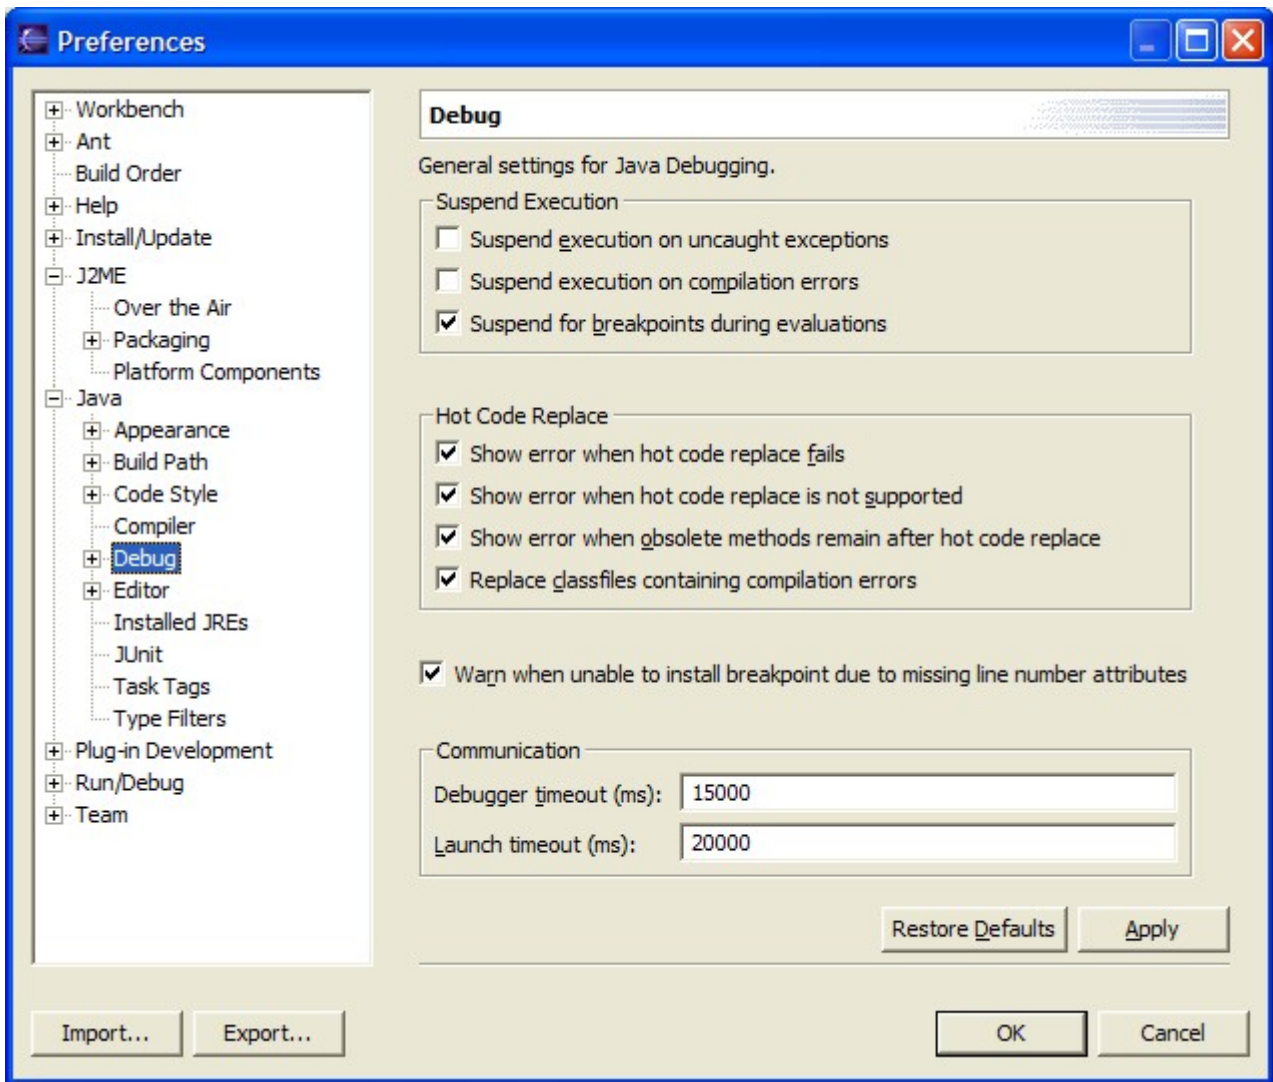 Preferences
Workbench
Ant
Build Order
Help
Install/Update
J2ME
Over the Air
Packaging
Platform Components
Java
Appearance
Build Path
Code Style
Compiler
Debug
Editor
Installed JREs
JUnit
Task Tags
Type Filters
Plug-in Development
Run/Debug
Team
Debug
General settings for Java Debugging.
Suspend Execution
Suspend execution on uncaught exceptions
Suspend execution on compilation errors
Suspend for breakpoints during evaluations
Hot Code Replace
Show error when hot code replace fails
Show error when hot code replace is not supported
Show error when obsolete methods remain after hot code replace
Replace classfiles containing compilation errors
Warn when unable to install breakpoint due to missing line number attributes
Communication
Debugger timeout (ms): 15000
Launch timeout (ms): 20000
Restore Defaults Apply
Import... Export... OK Cancel